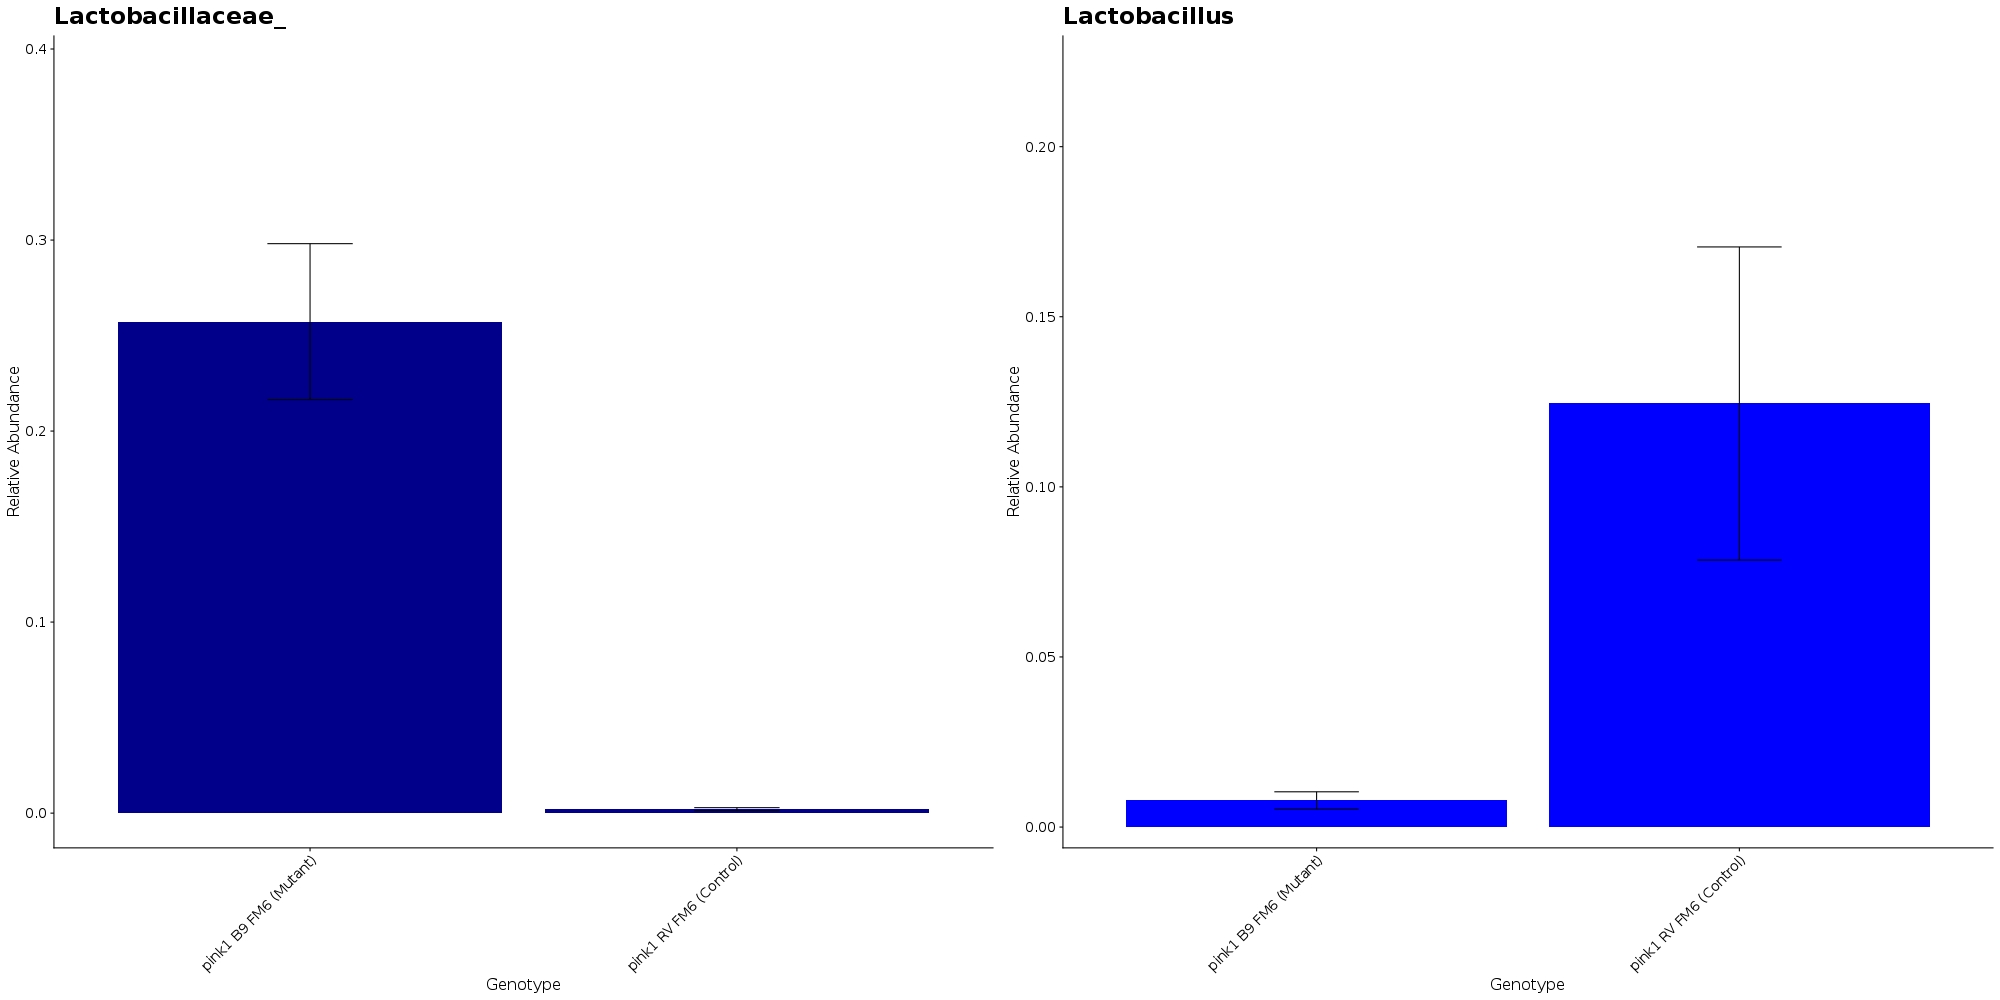 Lactobacillaceae_
0.4
0.3
0.2
0.1
0.0
Relative Abundance
pink1 B9 FM6 (Mutant)
pink1 RV FM6 (Control)
Genotype
Lactobacillus
0.20
0.15
0.10
0.05
0.00
Relative Abundance
pink1 B9 FM6 (Mutant)
pink1 RV FM6 (Control)
Genotype